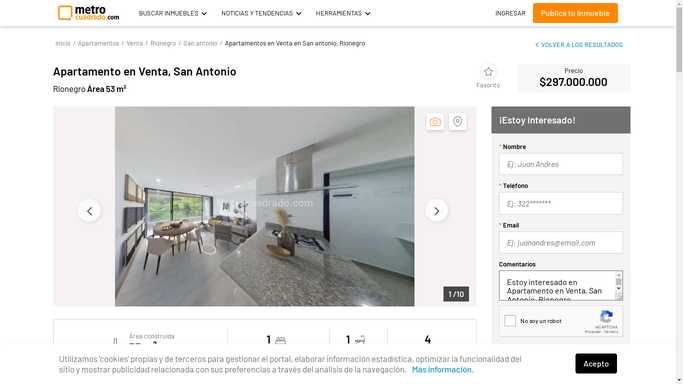 metro
cuadrado.com
BUSCAR INMUEBLES
NOTICIAS Y TENDENCIAS
HERRAMIENTAS
INGRESAR
Publica tu Inmueble
Inicio / Apartamentos / Venta / Rionegro / San antonio / Apartamentos en Venta en San antonio, Rionegro
VOLVER A LOS RESULTADOS
Apartamento en Venta, San Antonio
Rionegro Área 53 m²
Favorito
Precio
$297.000.000
1 /10
¡Estoy Interesado!
* Nombre
Ej: Juan Andres
* Teléfono
Ej: 322*******
* Email
Ej: juanandres@email.com
Comentarios
Estoy interesado en
Apartamento en Venta, San
Antonio, Rionegro
No soy un robot
reCAPTCHA
Privacidad - Términos
Área construida
1
1
4
Utilizamos 'cookies' propias y de terceros para gestionar el portal, elaborar información estadística, optimizar la funcionalidad del
sitio y mostrar publicidad relacionada con sus preferencias a través del análisis de la navegación. Más información.
Acepto